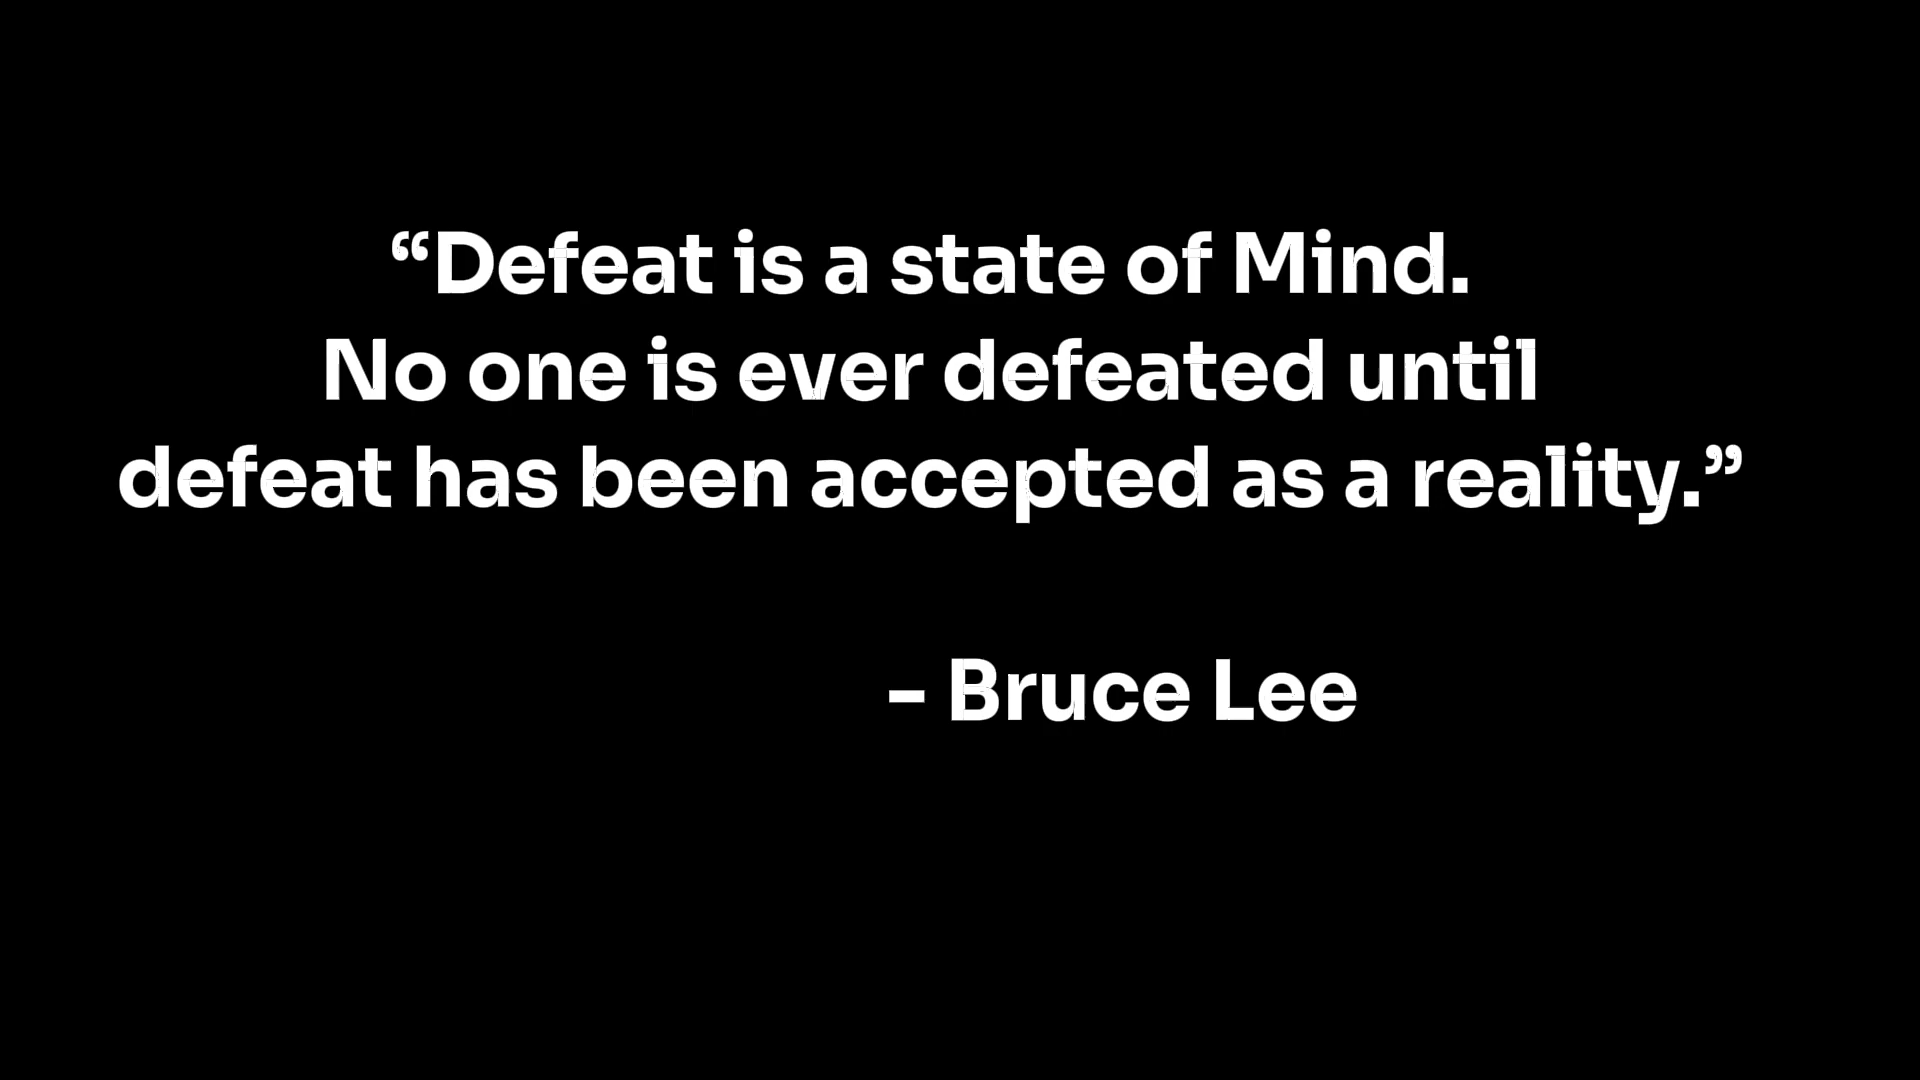 “Defeat is a state of Mind.
No one is ever defeated until
defeat has been accepted as a reality.”
– Bruce Lee